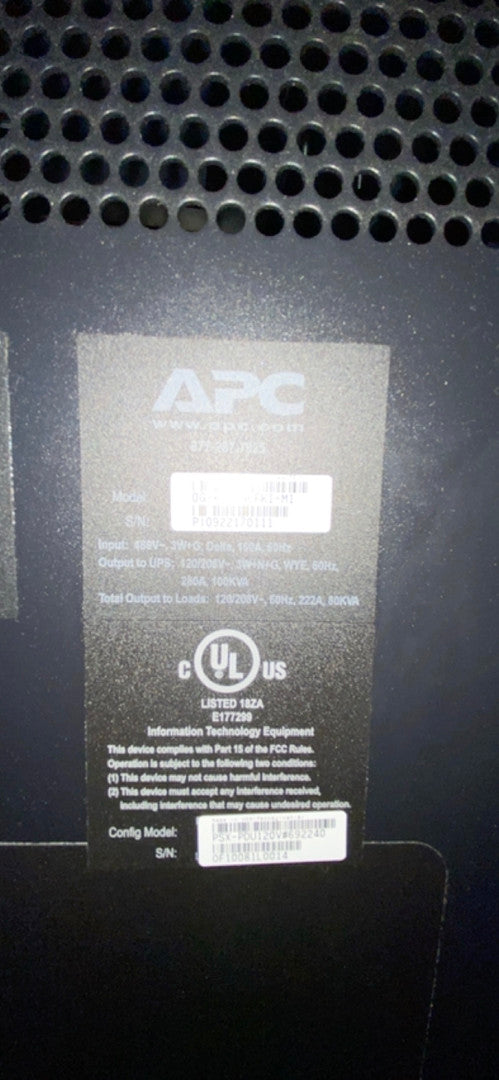 APC
www.apc.com
Model:
S/N: PI0922170111
Input: 480V~, 3W+G, Delta, 150A, 60Hz
Output to UPS: 120/208V~, 3W+N+G, WYE, 60Hz,
280A, 100KVA
Total Output to Loads: 120/208V~, 60Hz, 222A, 80KVA
C UL US
LISTED 18ZA
E177299
Information Technology Equipment
This device complies with Part 15 of the FCC Rules.
Operation is subject to the following two conditions:
(1) This device may not cause harmful interference.
(2) This device must accept any interference received,
including interference that may cause undesired operation.
Config Model: PSX-PDU120V#692240
S/N: OF10081L0014